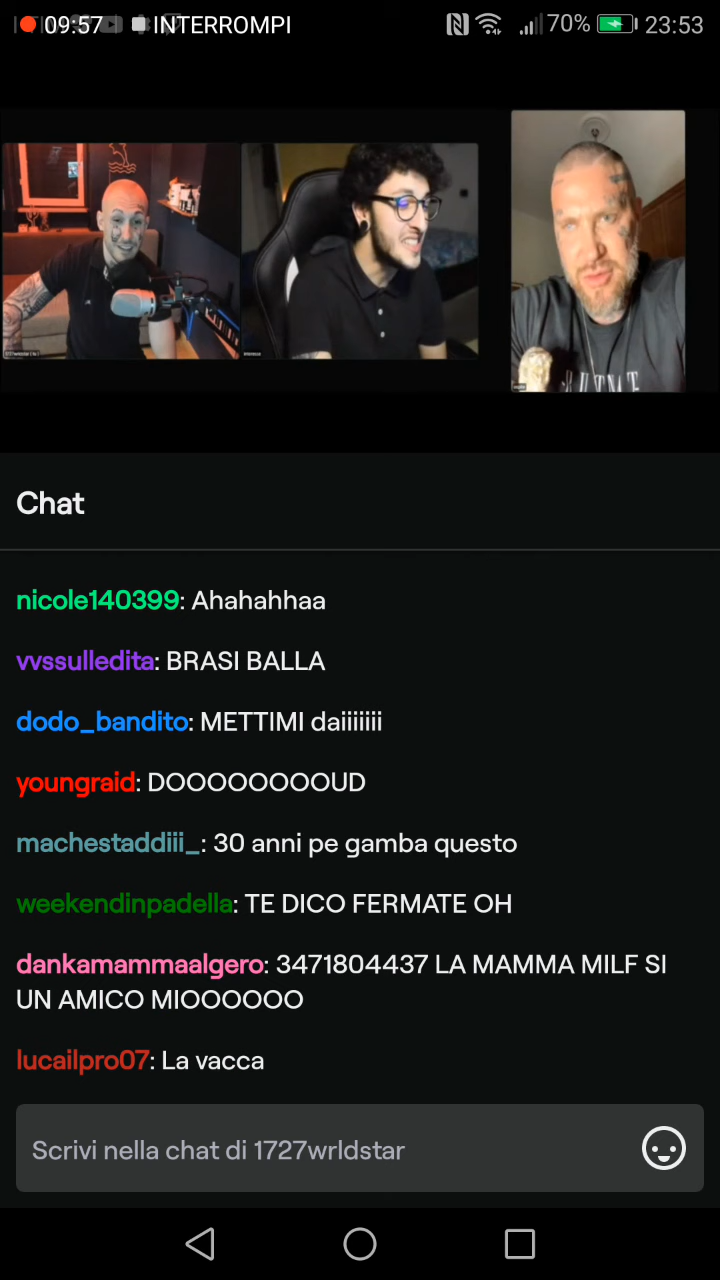 09:57 INTERROMPI 70% 23:53
1727wrldstar
Chat
nicole140399: Ahahahhaa
vvssulledita: BRASI BALLA
dodo_bandito: METTIMI daiiiiiii
youngraid: DOOOOOOOOUD
machestaddiii_: 30 anni pe gamba questo
weekendinpadella: TE DICO FERMATE OH
dankamammaalgero: 3471804437 LA MAMMA MILF SI
UN AMICO MIOOOOOO
lucailpro07: La vacca
Scrivi nella chat di 1727wrldstar